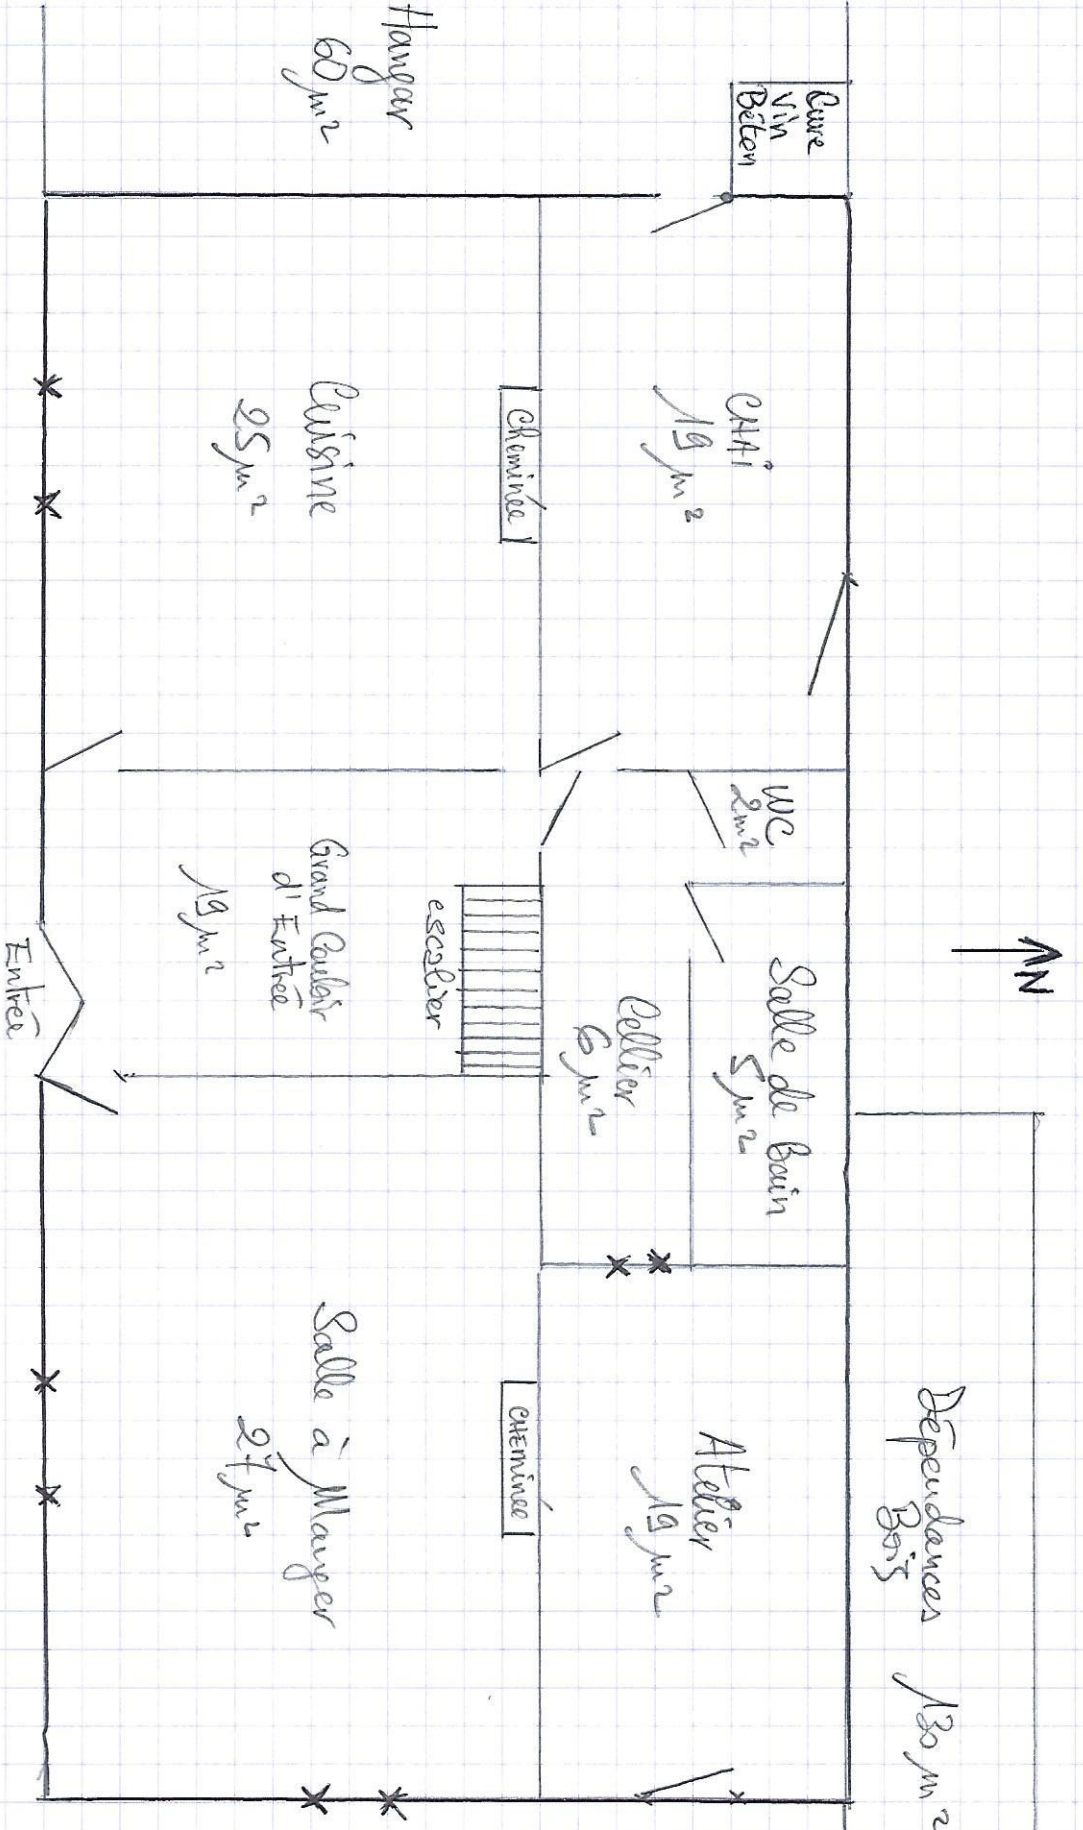 Cuve
Vin
Béton
Hangar
60 m²
CHAi
19 m²
Cheminée
Cuisine
25 m²
WC
2m²
N
Salle de Bain
5 m²
Cellier
6 m²
escalier
Grand Couloir
d'Entrée
19 m²
Entrée
Dépendances
Bois
130 m²
Atelier
19 m²
CHEMINÉE
Salle à Manger
27 m²